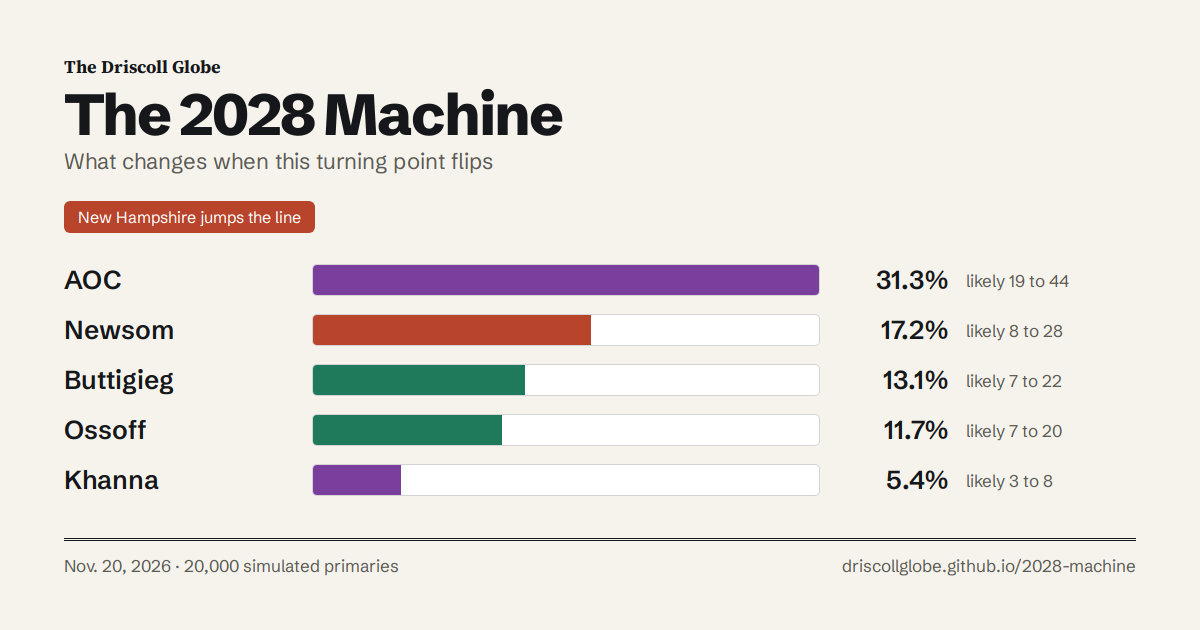 The Driscoll Globe
The 2028 Machine
What changes when this turning point flips
New Hampshire jumps the line
AOC 31.3% likely 19 to 44
Newsom 17.2% likely 8 to 28
Buttigieg 13.1% likely 7 to 22
Ossoff 11.7% likely 7 to 20
Khanna 5.4% likely 3 to 8
Nov. 20, 2026 · 20,000 simulated primaries driscollglobe.github.io/2028-machine